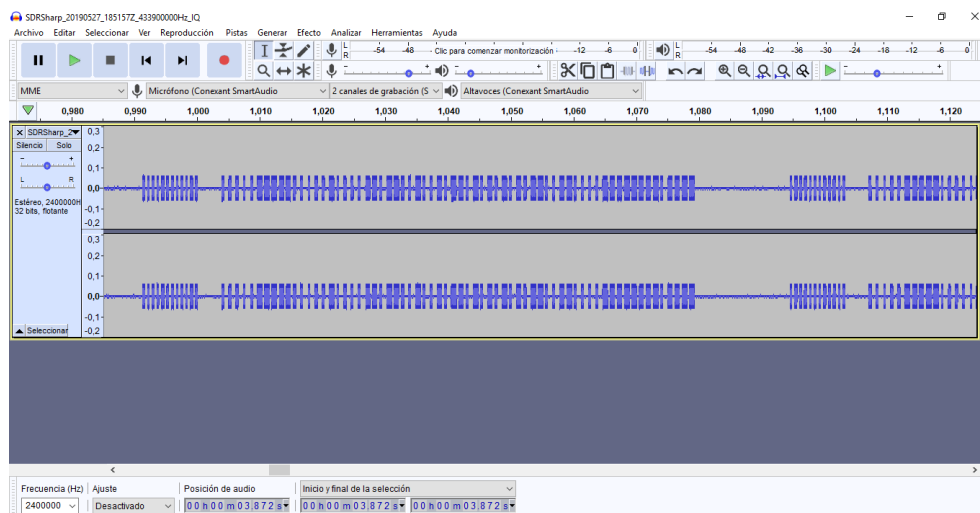 SDRSharp_20190527_185157Z_433900000Hz_IQ
Archivo Editar Seleccionar Ver Reproducción Pistas Generar Efecto Analizar Herramientas Ayuda
L R -54 -48 Clic para comenzar monitorización -12 -6 0 L R -54 -48 -42 -36 -30 -24 -18 -12 -6 0
MME Micrófono (Conexant SmartAudio 2 canales de grabación (S Altavoces (Conexant SmartAudio
0,980 0,990 1,000 1,010 1,020 1,030 1,040 1,050 1,060 1,070 1,080 1,090 1,100 1,110 1,120
SDRSharp_2 0,3
Silencio Solo 0,2
- + 0,1
L R 0,0
Estéreo, 2400000H -0,1
32 bits, flotante -0,2
0,3
0,2
0,1
0,0
-0,1
Seleccionar -0,2
Frecuencia (Hz) Ajuste Posición de audio Inicio y final de la selección
2400000 Desactivado 00 h 00 m 03,872 s 00 h 00 m 03,872 s 00 h 00 m 03,872 s